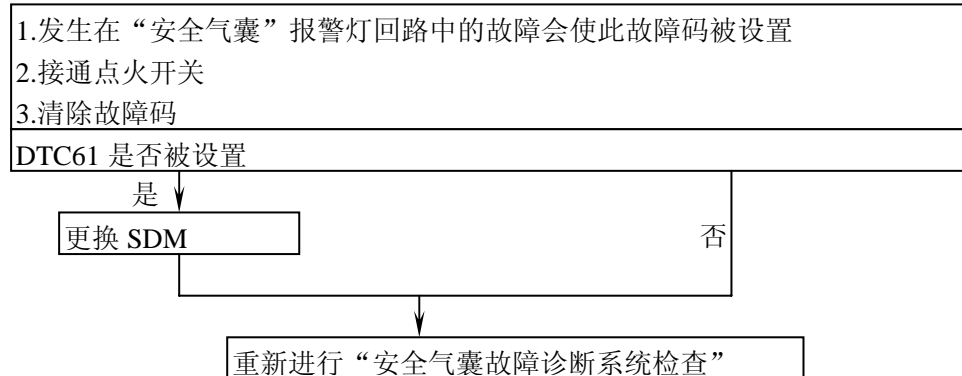 1.发生在“安全气囊”报警灯回路中的故障会使此故障码被设置
2.接通点火开关
3.清除故障码
DTC61 是否被设置
是
更换 SDM
否
重新进行“安全气囊故障诊断系统检查”